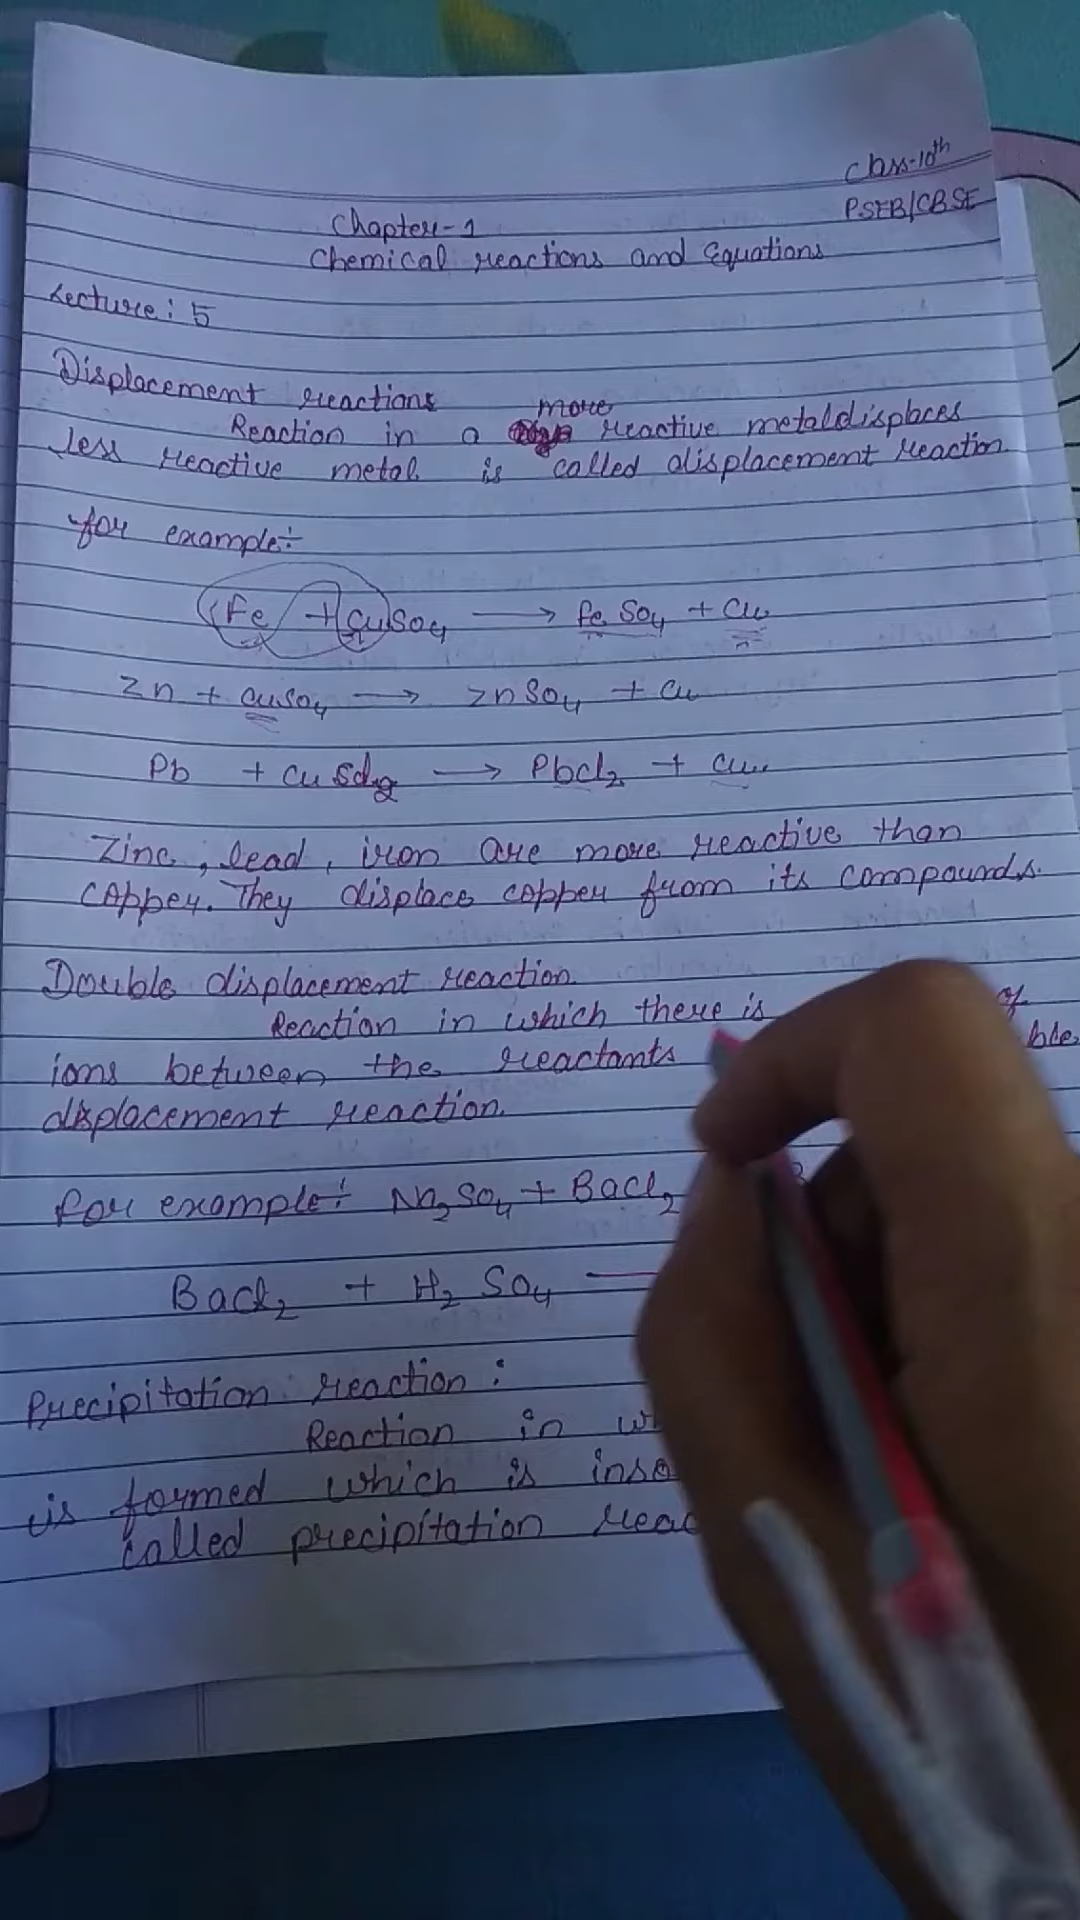 Class-10th
PSEB/CBSE
Chapter-1
Chemical reactions and Equations
Lecture: 5
Displacement reactions
more
Reaction in a reactive metal displaces
less reactive metal is called displacement reaction.
for example:-
Fe + CuSO4 → FeSO4 + Cu
Zn + CuSO4 → ZnSO4 + Cu
Pb + Cu → PbCl2 + Cu
Zinc, lead, iron are more reactive than
copper. They displace copper from its compounds.
Double displacement reaction
Reaction in which there is of
ions between the reactants
displacement reaction.
for example:- Na2SO4 + BaCl2
BaCl2 + H2SO4 —
Precipitation reaction:
Reaction in
is formed which is
called precipitation